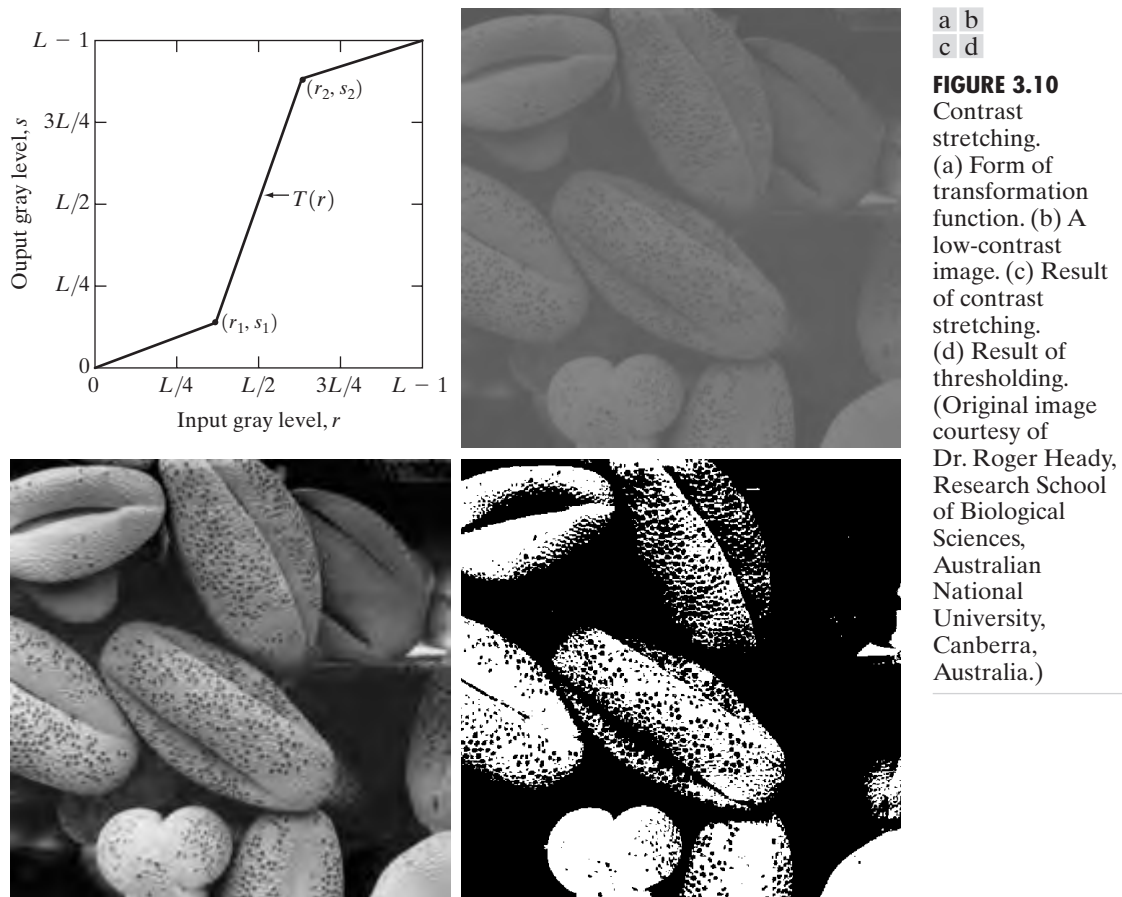 L − 1
3L/4
L/2
L/4
0
Ouput gray level, s
(r₂, s₂)
T(r)
(r₁, s₁)
0 L/4 L/2 3L/4 L − 1
Input gray level, r
a b
c d
FIGURE 3.10
Contrast
stretching.
(a) Form of
transformation
function. (b) A
low-contrast
image. (c) Result
of contrast
stretching.
(d) Result of
thresholding.
(Original image
courtesy of
Dr. Roger Heady,
Research School
of Biological
Sciences,
Australian
National
University,
Canberra,
Australia.)